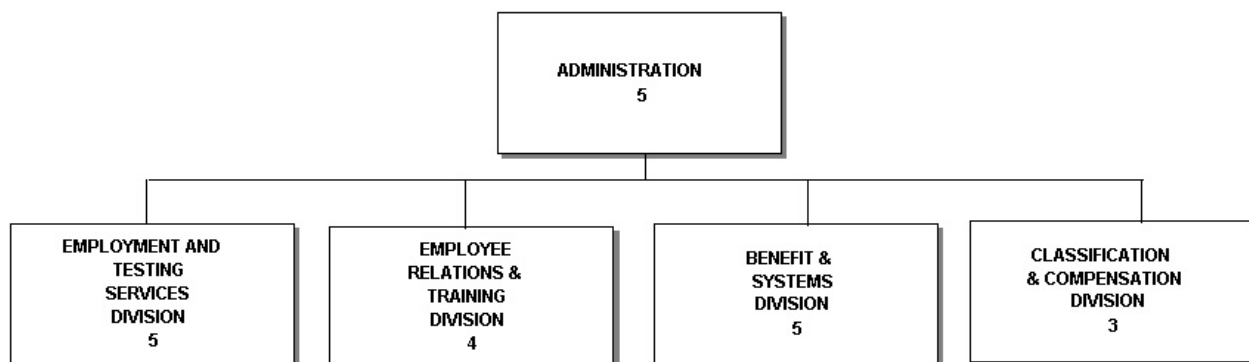 ADMINISTRATION
5
EMPLOYMENT AND
TESTING
SERVICES
DIVISION
5
EMPLOYEE
RELATIONS &
TRAINING
DIVISION
4
BENEFIT &
SYSTEMS
DIVISION
5
CLASSIFICATION
& COMPENSATION
DIVISION
3